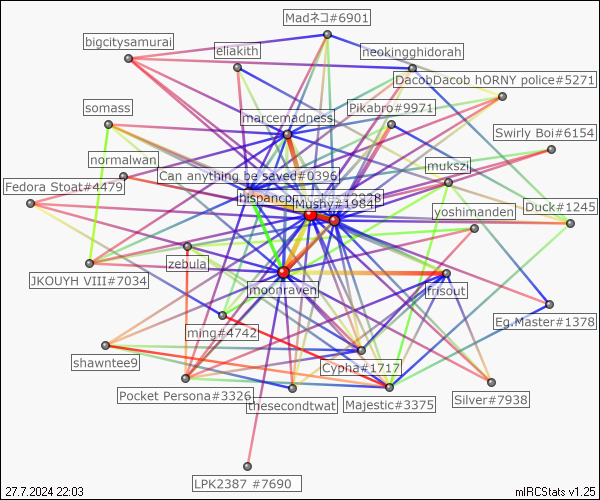 Madネコ#6901
bigcitysamurai
eliakith
neokingghidorah
DacobDacob hORNY police#5271
somass
Pikabro#9971
marcemadness
Swirly Boi#6154
normalwan
mukszi
Can anything be saved#0396
Fedora Stoat#4479
Mushy#1984
Duck#1245
yoshimanden
zebula
JKOUYH VIII#7034
moonraven
frisout
Eg.Master#1378
ming#4742
shawntee9
Cypha#1717
Pocket Persona#3326
thesecondtwat
Majestic#3375
Silver#7938
LPK2387 #7690
27.7.2024 22:03
mIRCStats v1.25